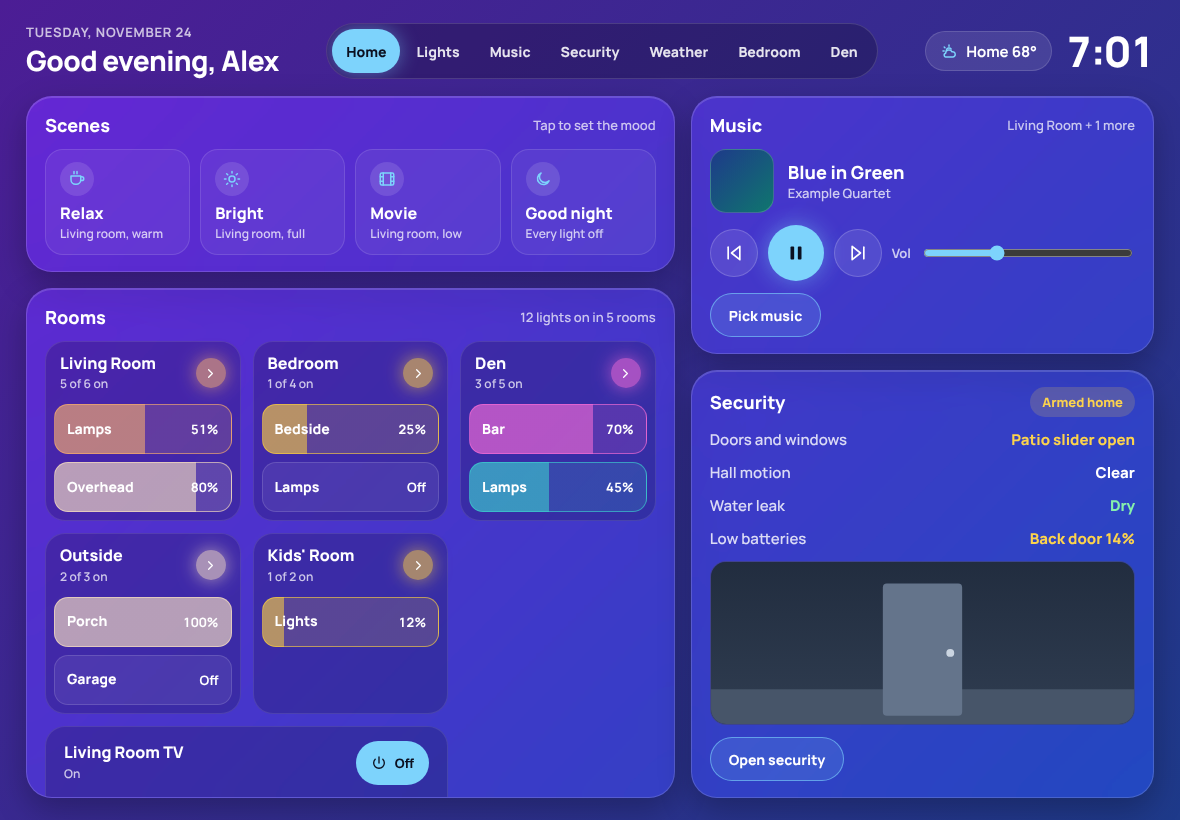 TUESDAY, NOVEMBER 24
Good evening, Alex
Home
Lights
Music
Security
Weather
Bedroom
Den
Home 68°
7:01
Scenes
Tap to set the mood
Relax
Living room, warm
Bright
Living room, full
Movie
Living room, low
Good night
Every light off
Rooms
12 lights on in 5 rooms
Living Room
5 of 6 on
Lamps 51%
Overhead 80%
Bedroom
1 of 4 on
Bedside 25%
Lamps Off
Den
3 of 5 on
Bar 70%
Lamps 45%
Outside
2 of 3 on
Porch 100%
Garage Off
Kids' Room
1 of 2 on
Lights 12%
Living Room TV
On
Off
Music
Living Room + 1 more
Blue in Green
Example Quartet
Vol
Pick music
Security
Armed home
Doors and windows Patio slider open
Hall motion Clear
Water leak Dry
Low batteries Back door 14%
Open security